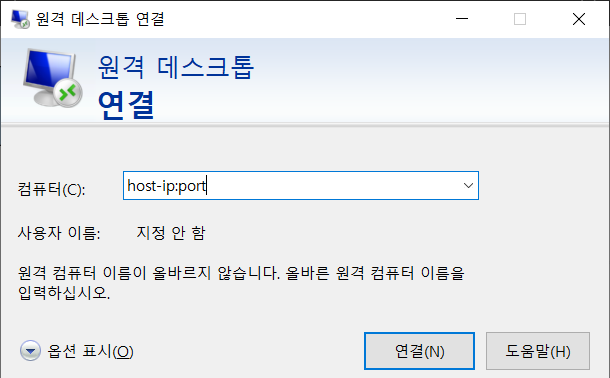 원격 데스크톱 연결
원격 데스크톱
연결
컴퓨터(C):
host-ip:port
사용자 이름:
지정 안 함
원격 컴퓨터 이름이 올바르지 않습니다. 올바른 원격 컴퓨터 이름을
입력하십시오.
옵션 표시(O)
연결(N)
도움말(H)